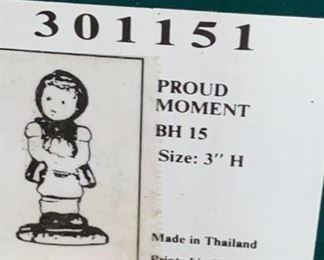 301151
PROUD
MOMENT
BH 15
Size: 3" H
Made in Thailand